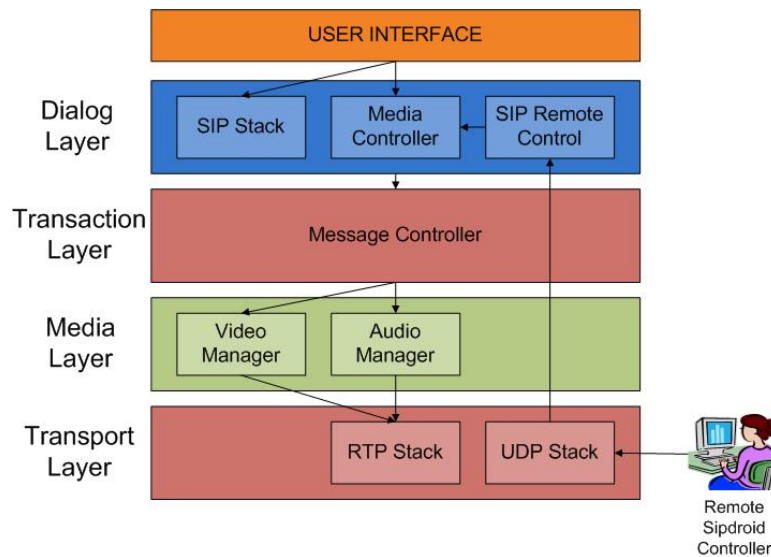 USER INTERFACE
Dialog
Layer
SIP Stack
Media
Controller
SIP Remote
Control
Transaction
Layer
Message Controller
Media
Layer
Video
Manager
Audio
Manager
Transport
Layer
RTP Stack
UDP Stack
Remote
Sipdroid
Controller